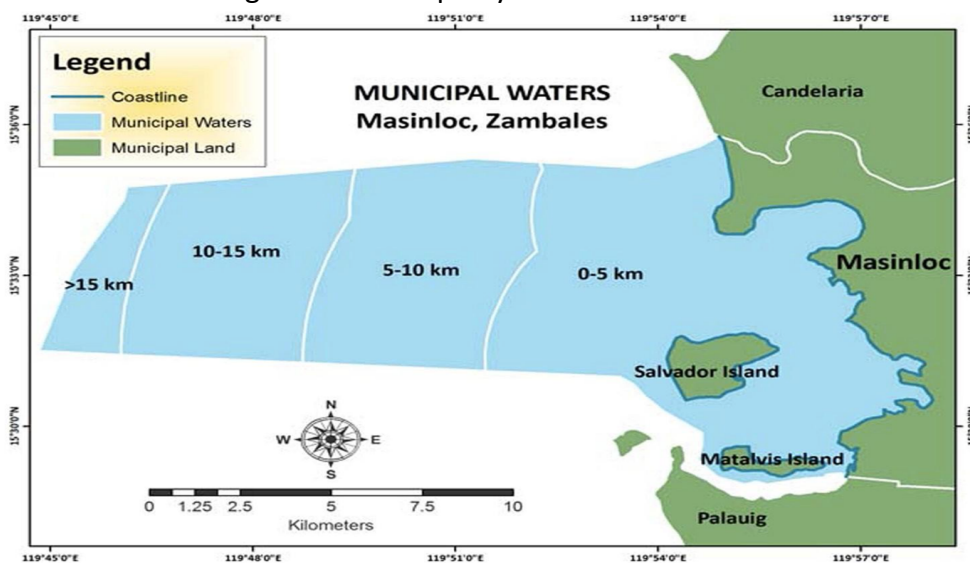 119°45'0"E 119°48'0"E 119°51'0"E 119°54'0"E 119°57'0"E
Legend
Coastline
Municipal Waters
Municipal Land
MUNICIPAL WATERS
Masinloc, Zambales
Candelaria
15°36'0"N
10-15 km
5-10 km
0-5 km
Masinloc
>15 km
15°33'0"N
Salvador Island
N
W E
S
15°30'0"N
Matalvis Island
0 1.25 2.5 5 7.5 10
Kilometers
Palauig
119°45'0"E 119°48'0"E 119°51'0"E 119°54'0"E 119°57'0"E